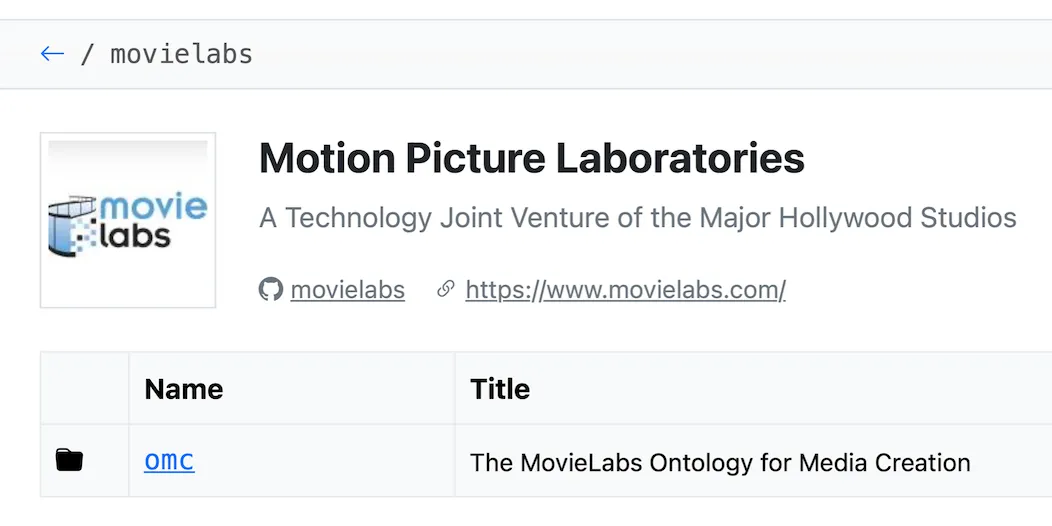 ← / movielabs
movie
labs
Motion Picture Laboratories
A Technology Joint Venture of the Major Hollywood Studios
movielabs https://www.movielabs.com/
Name Title
omc The MovieLabs Ontology for Media Creation